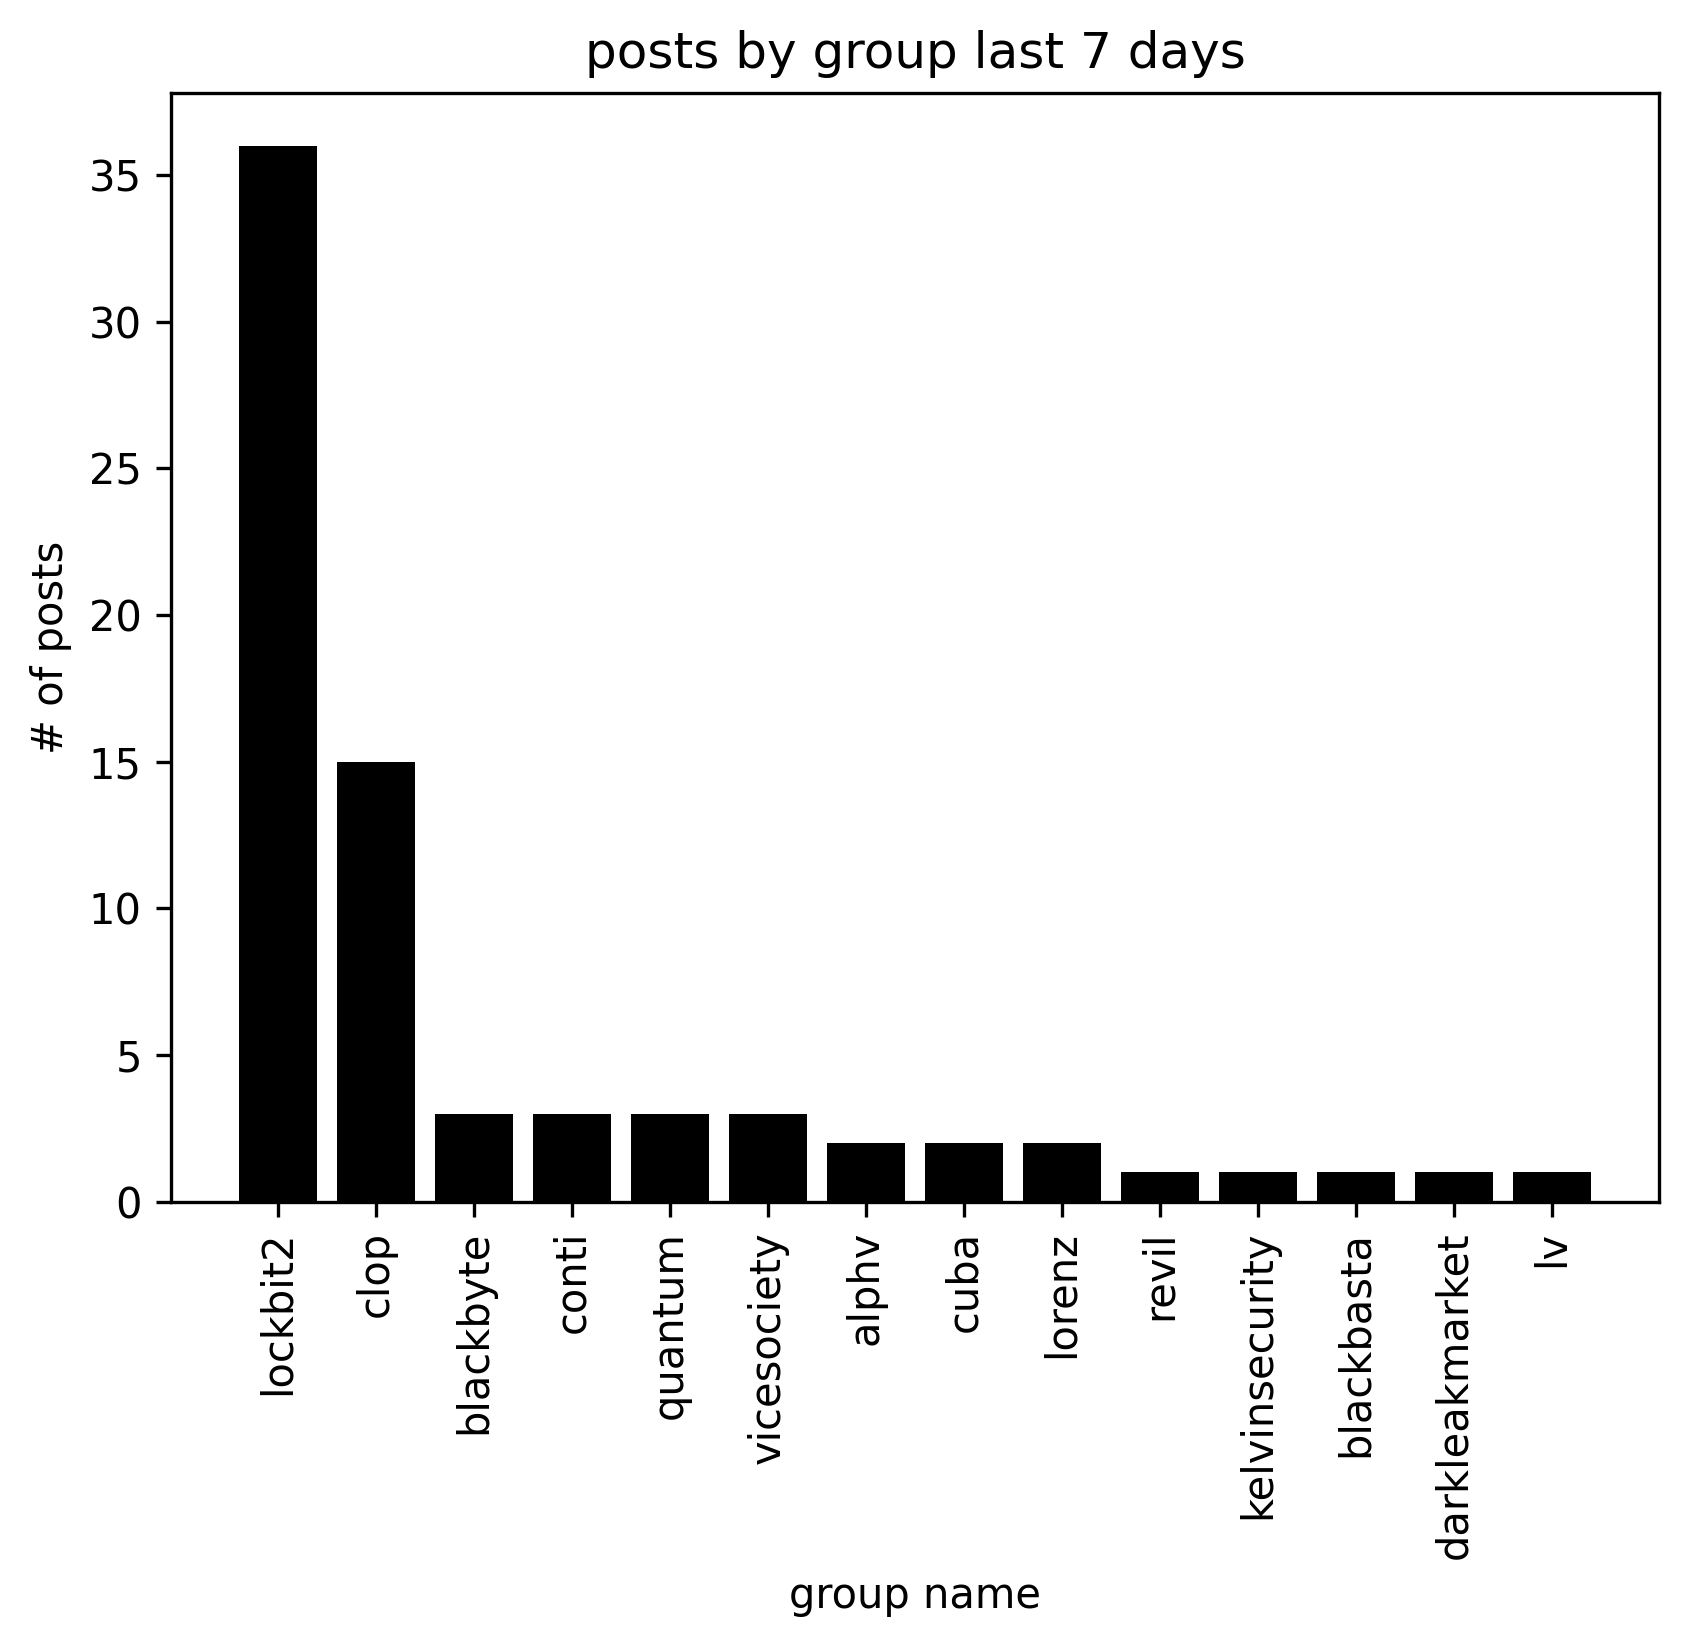 posts by group last 7 days
# of posts
35
30
25
20
15
10
5
0
lockbit2
clop
blackbyte
conti
quantum
vicesociety
alphv
cuba
lorenz
revil
kelvinsecurity
blackbasta
darkleakmarket
lv
group name